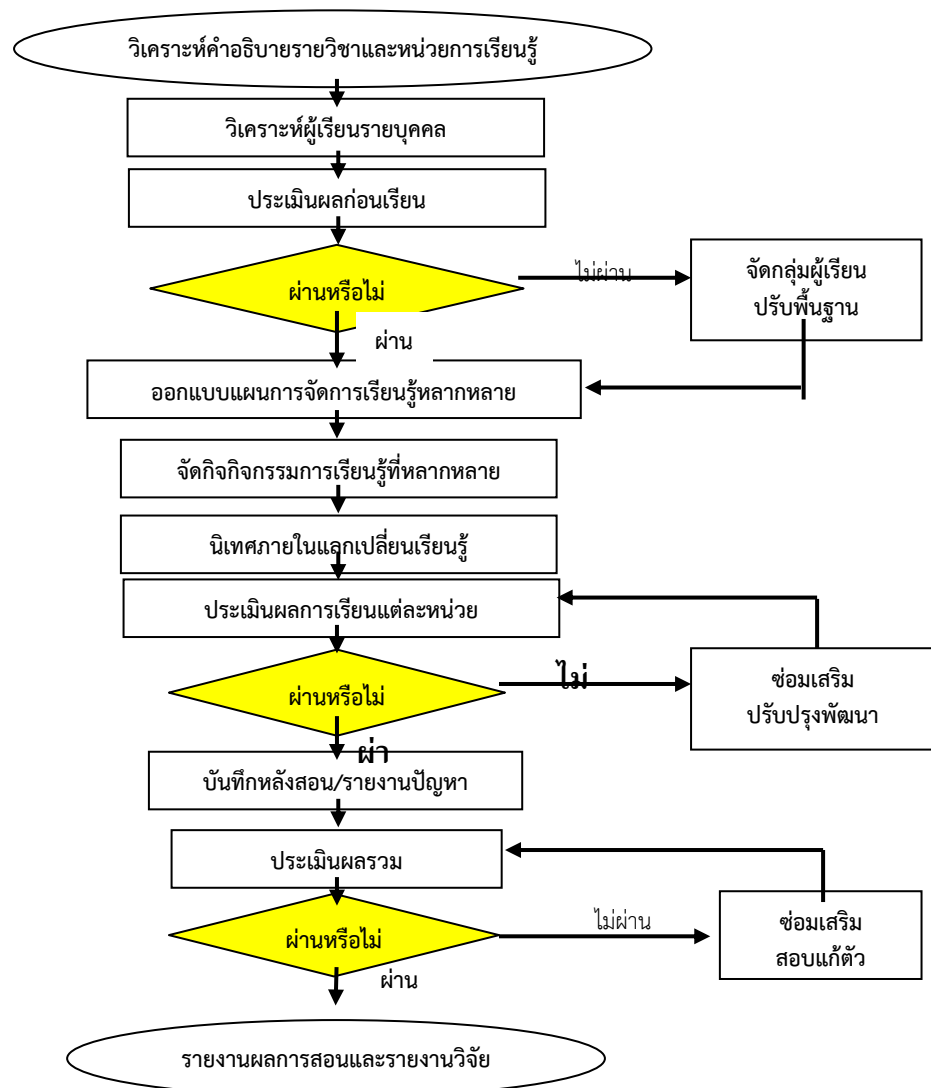 วิเคราะห์คำอธิบายรายวิชาและหน่วยการเรียนรู้
วิเคราะห์ผู้เรียนรายบุคคล
ประเมินผลก่อนเรียน
ผ่านหรือไม่
ไม่ผ่าน
จัดกลุ่มผู้เรียน
ปรับพื้นฐาน
ผ่าน
ออกแบบแผนการจัดการเรียนรู้หลากหลาย
จัดกิจกิจกรรมการเรียนรู้ที่หลากหลาย
นิเทศภายในแลกเปลี่ยนเรียนรู้
ประเมินผลการเรียนแต่ละหน่วย
ผ่านหรือไม่
ไม่
ซ่อมเสริม
ปรับปรุงพัฒนา
ผ่า
บันทึกหลังสอน/รายงานปัญหา
ประเมินผลรวม
ผ่านหรือไม่
ไม่ผ่าน
ซ่อมเสริม
สอบแก้ตัว
ผ่าน
รายงานผลการสอนและรายงานวิจัย